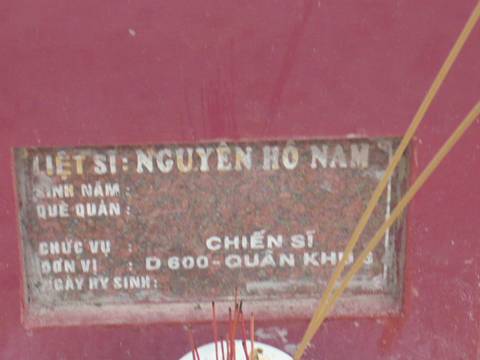 LIỆT SĨ : NGUYỄN HỒ NAM
SINH NĂM :
QUÊ QUÁN :
CHỨC VỤ : CHIẾN SĨ
ĐƠN VỊ : D 600 - QUÂN KHU
NGÀY HY SINH :